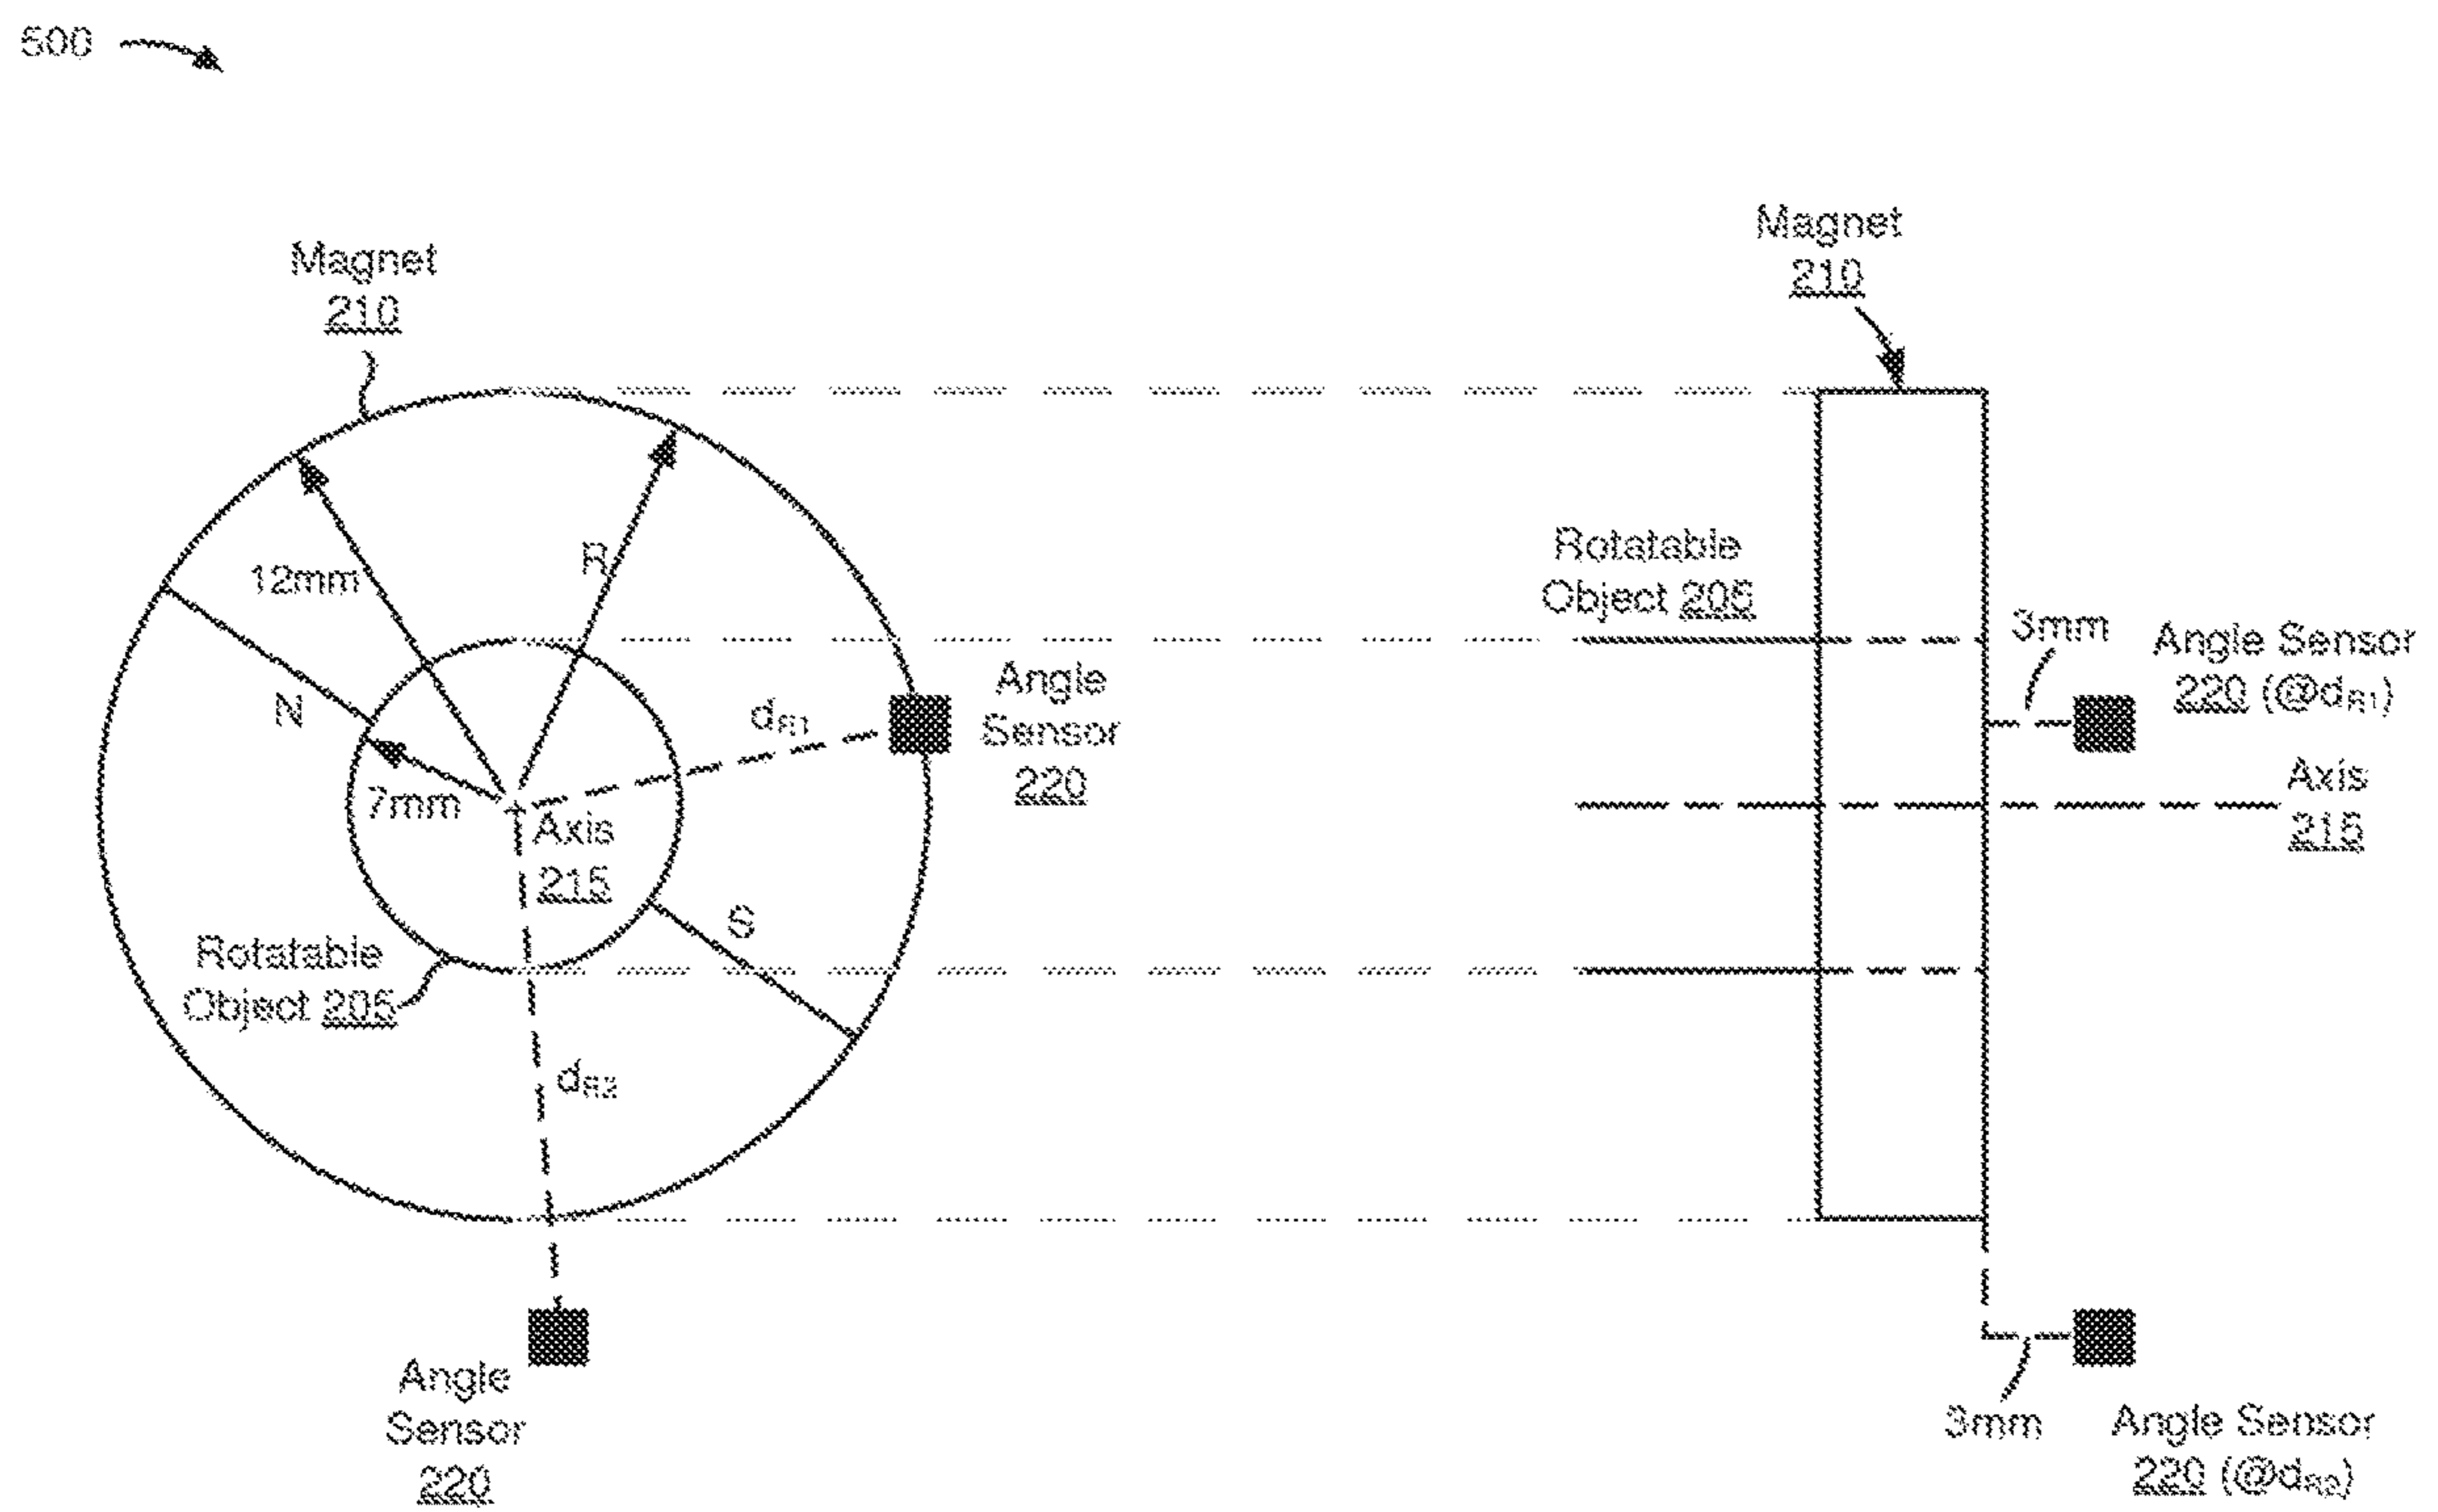 500
Magnet
210
12mm
R
N
7mm
Axis
215
S
dR1
Angle
Sensor
220
Rotatable
Object 205
dR2
Angle
Sensor
220
Magnet
210
Rotatable
Object 205
3mm
Angle Sensor
220 (@dR1)
Axis
215
3mm
Angle Sensor
220 (@dR2)